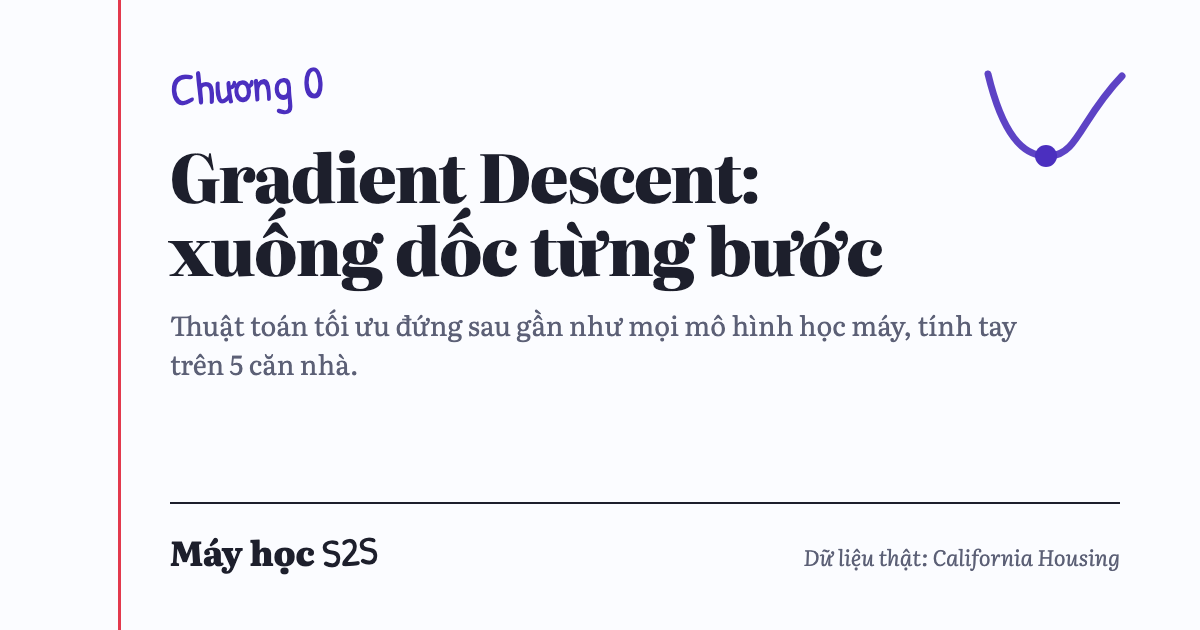 Chương 0
Gradient Descent:
xuống dốc từng bước
Thuật toán tối ưu đứng sau gần như mọi mô hình học máy, tính tay
trên 5 căn nhà.
Máy học S2S
Dữ liệu thật: California Housing